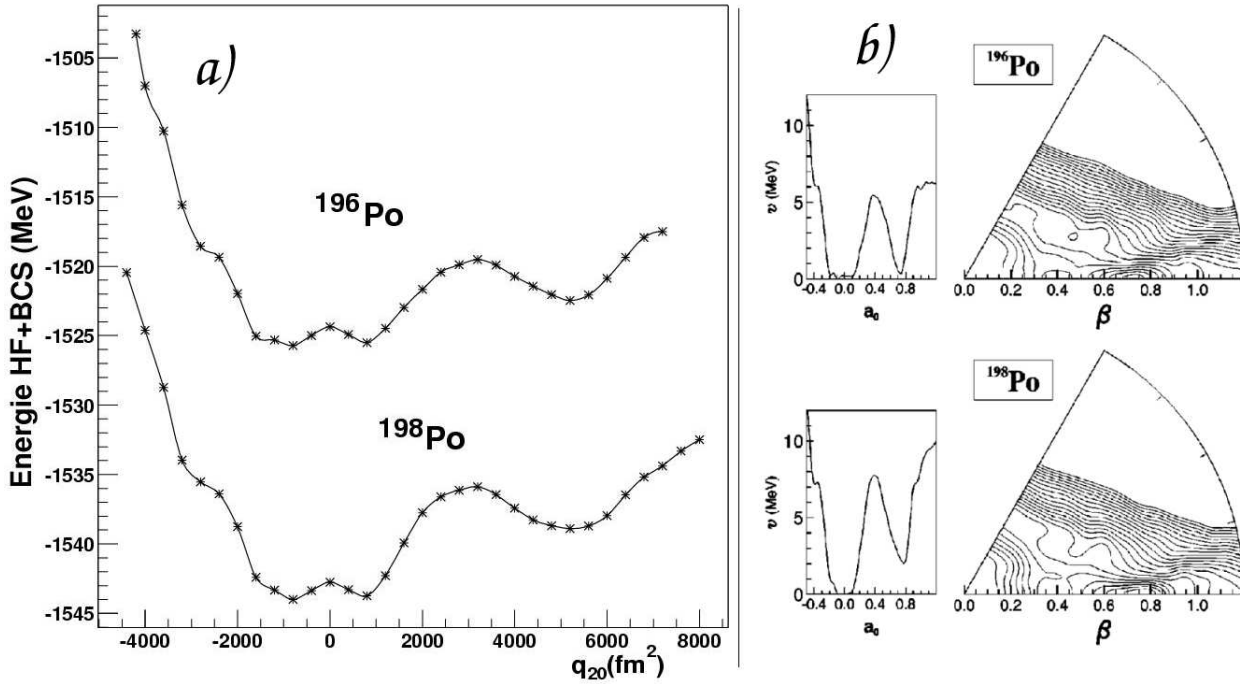 a)
Energie HF+BCS (MeV)
-1505
-1510
-1515
-1520
-1525
-1530
-1535
-1540
-1545
196Po
198Po
-4000 -2000 0 2000 4000 6000 8000
q20(fm2)
b)
196Po
v (MeV)
10
5
0
-0.4 0.0 0.4 0.8
a0
0.0 0.2 0.4 0.6 0.8 1.0
β
198Po
v (MeV)
10
5
0
-0.4 0.0 0.4 0.8
a0
0.0 0.2 0.4 0.6 0.8 1.0
β